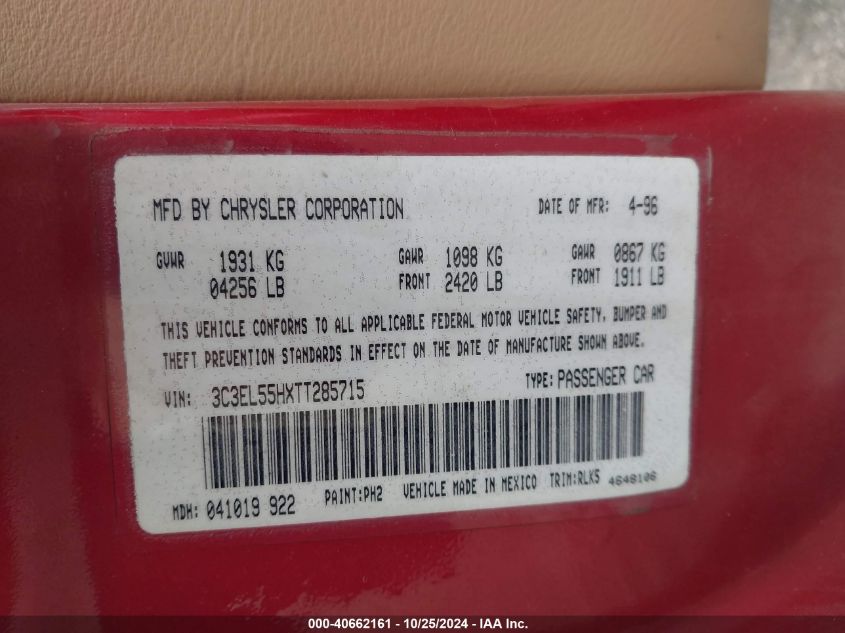 MFD BY CHRYSLER CORPORATION DATE OF MFR: 4-96
GVWR 1931 KG GAWR 1098 KG GAWR 0867 KG
04256 LB FRONT 2420 LB FRONT 1911 LB
THIS VEHICLE CONFORMS TO ALL APPLICABLE FEDERAL MOTOR VEHICLE SAFETY, BUMPER AND
THEFT PREVENTION STANDARDS IN EFFECT ON THE DATE OF MANUFACTURE SHOWN ABOVE.
VIN: 3C3EL55HXTT285715 TYPE: PASSENGER CAR
MDH: 041019 922 PAINT:PH2 VEHICLE MADE IN MEXICO TRIM:RLK5 4648106
000-40662161 - 10/25/2024 - IAA Inc.